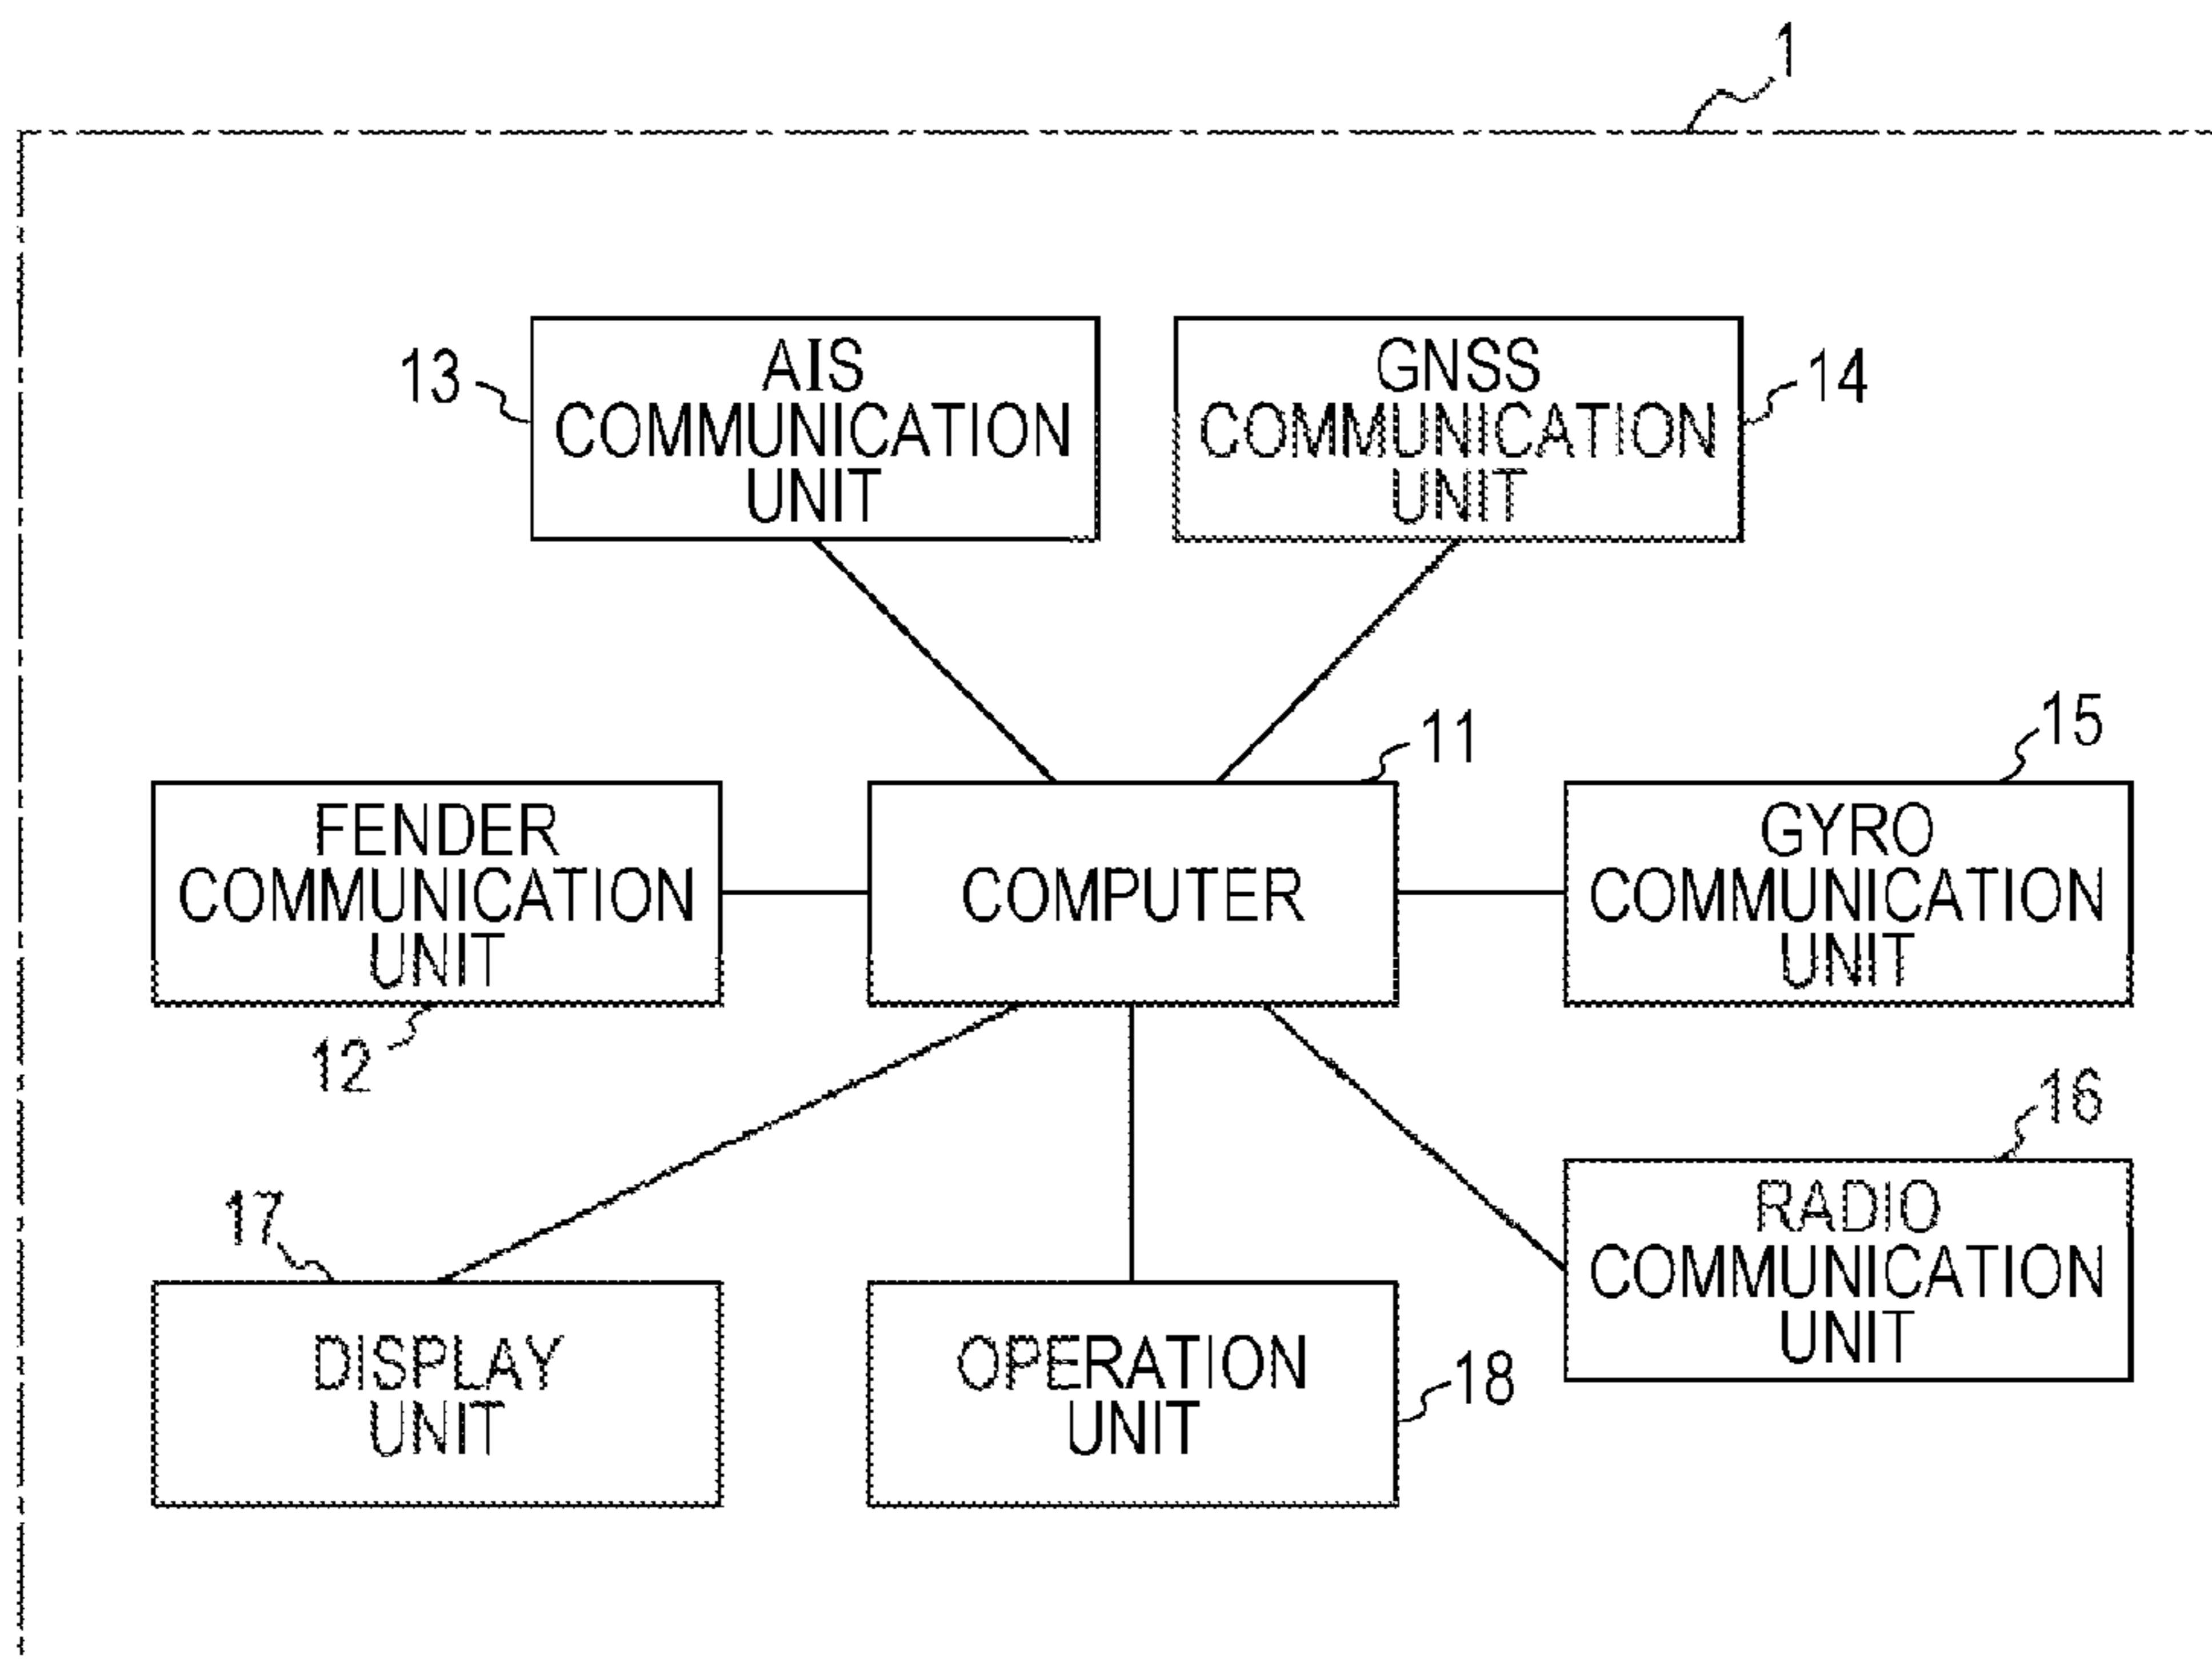 1
13
AIS
COMMUNICATION
UNIT
GNSS
COMMUNICATION
UNIT
14
11
15
FENDER
COMMUNICATION
UNIT
COMPUTER
GYRO
COMMUNICATION
UNIT
12
16
17
RADIO
COMMUNICATION
UNIT
DISPLAY
UNIT
OPERATION
UNIT
18